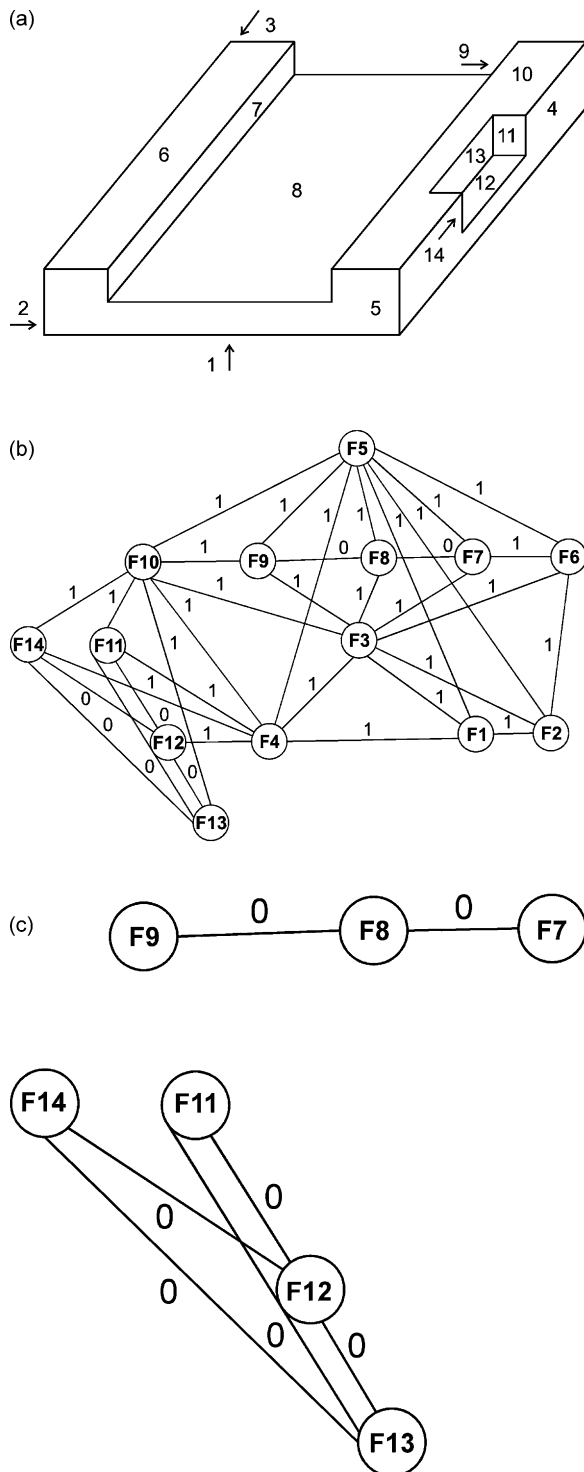 (a)
3
9
10
7
4
11
6
13
8
12
14
2
5
1
(b)
F5
1 1 1 1 1 1 1 1
F10 1 F9 0 F8 0 F7 1 F6
1 1 1 1 1 1 1
F14 F11 F3
1 1 1 1 1 1
0 0 0
F12 1 F4 1 F1 1 F2
0 0
F13
(c)
F9 0 F8 0 F7
F14 F11
0
0
F12
0
0 0
F13